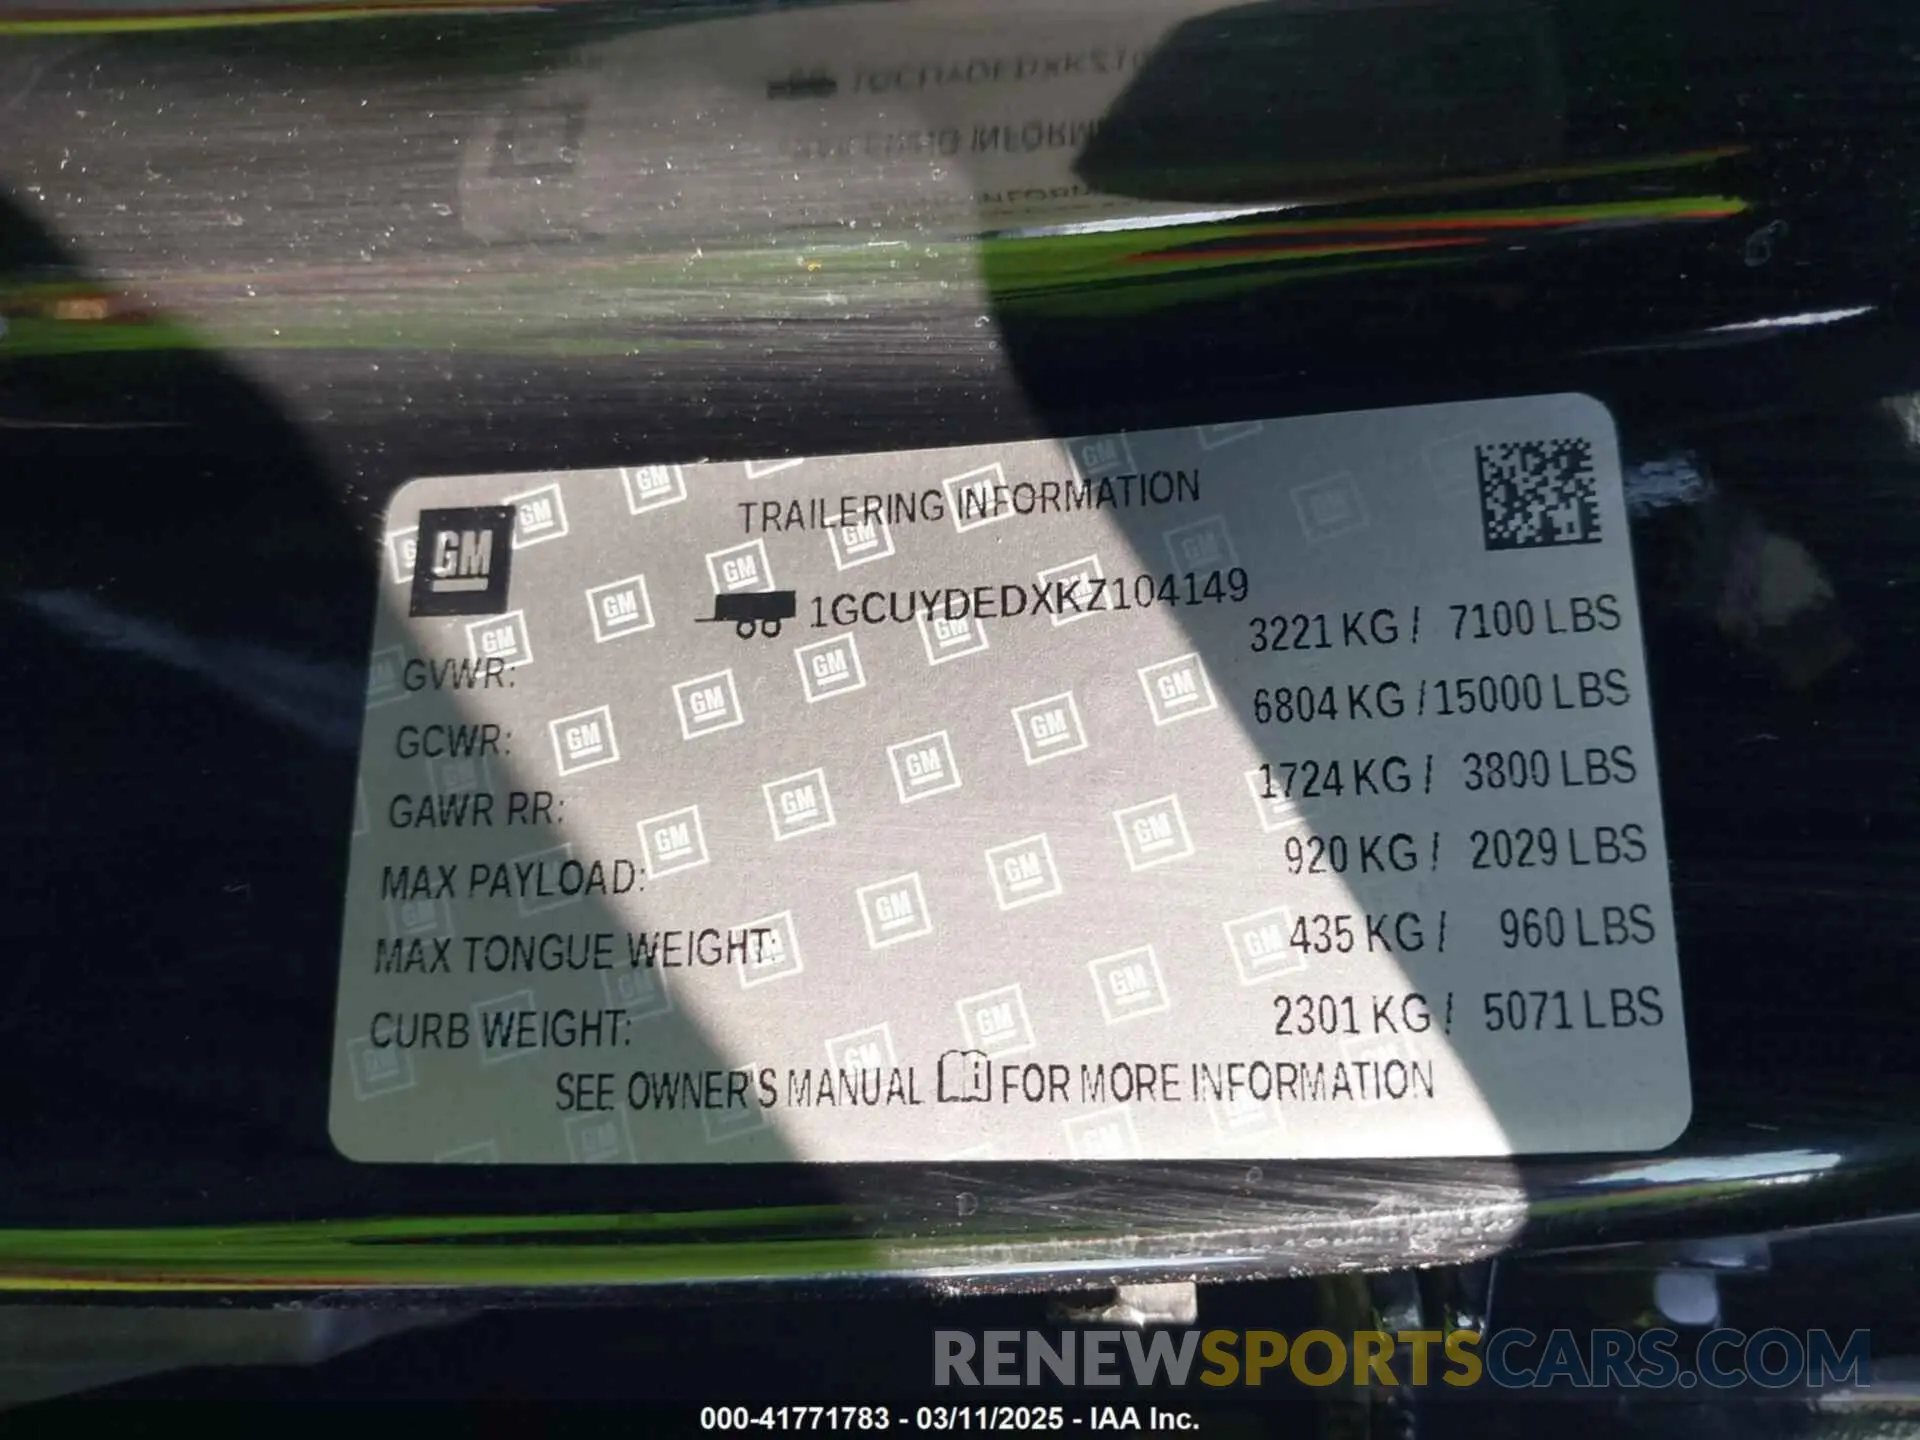 GM
TRAILERING INFORMATION
1GCUYDEDXKZ104149
GVWR: 3221 KG / 7100 LBS
GCWR: 6804 KG / 15000 LBS
GAWR RR: 1724 KG / 3800 LBS
MAX PAYLOAD: 920 KG / 2029 LBS
MAX TONGUE WEIGHT: 435 KG / 960 LBS
CURB WEIGHT: 2301 KG / 5071 LBS
SEE OWNER'S MANUAL FOR MORE INFORMATION
RENEWSPORTSCARS.COM
000-41771783 - 03/11/2025 - IAA Inc.